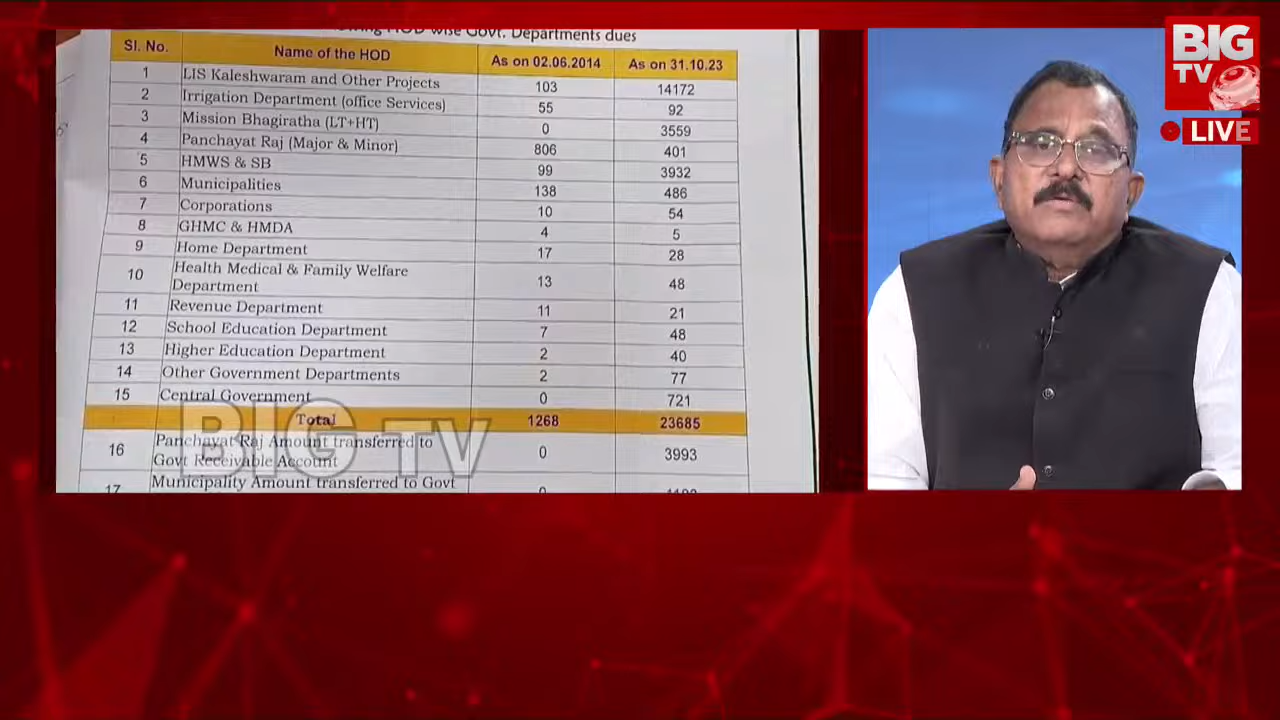 HOD wise Govt. Departments dues
Sl. No. Name of the HOD As on 02.06.2014 As on 31.10.23
1 LIS Kaleshwaram and Other Projects 103 14172
2 Irrigation Department (office Services) 55 92
3 Mission Bhagiratha (LT+HT) 0 3559
4 Panchayat Raj (Major & Minor) 806 401
5 HMWS & SB 99 3932
6 Municipalities 138 486
7 Corporations 10 54
8 GHMC & HMDA 4 5
9 Home Department 17 28
10 Health Medical & Family Welfare
Department 13 48
11 Revenue Department 11 21
12 School Education Department 7 48
13 Higher Education Department 2 40
14 Other Government Departments 2 77
15 Central Government 0 721
Total 1268 23685
16 Panchayat Raj Amount transferred to
Govt Receivable Account 0 3993
17 Municipality Amount transferred to Govt 0
BIG TV
BIG
TV
LIVE